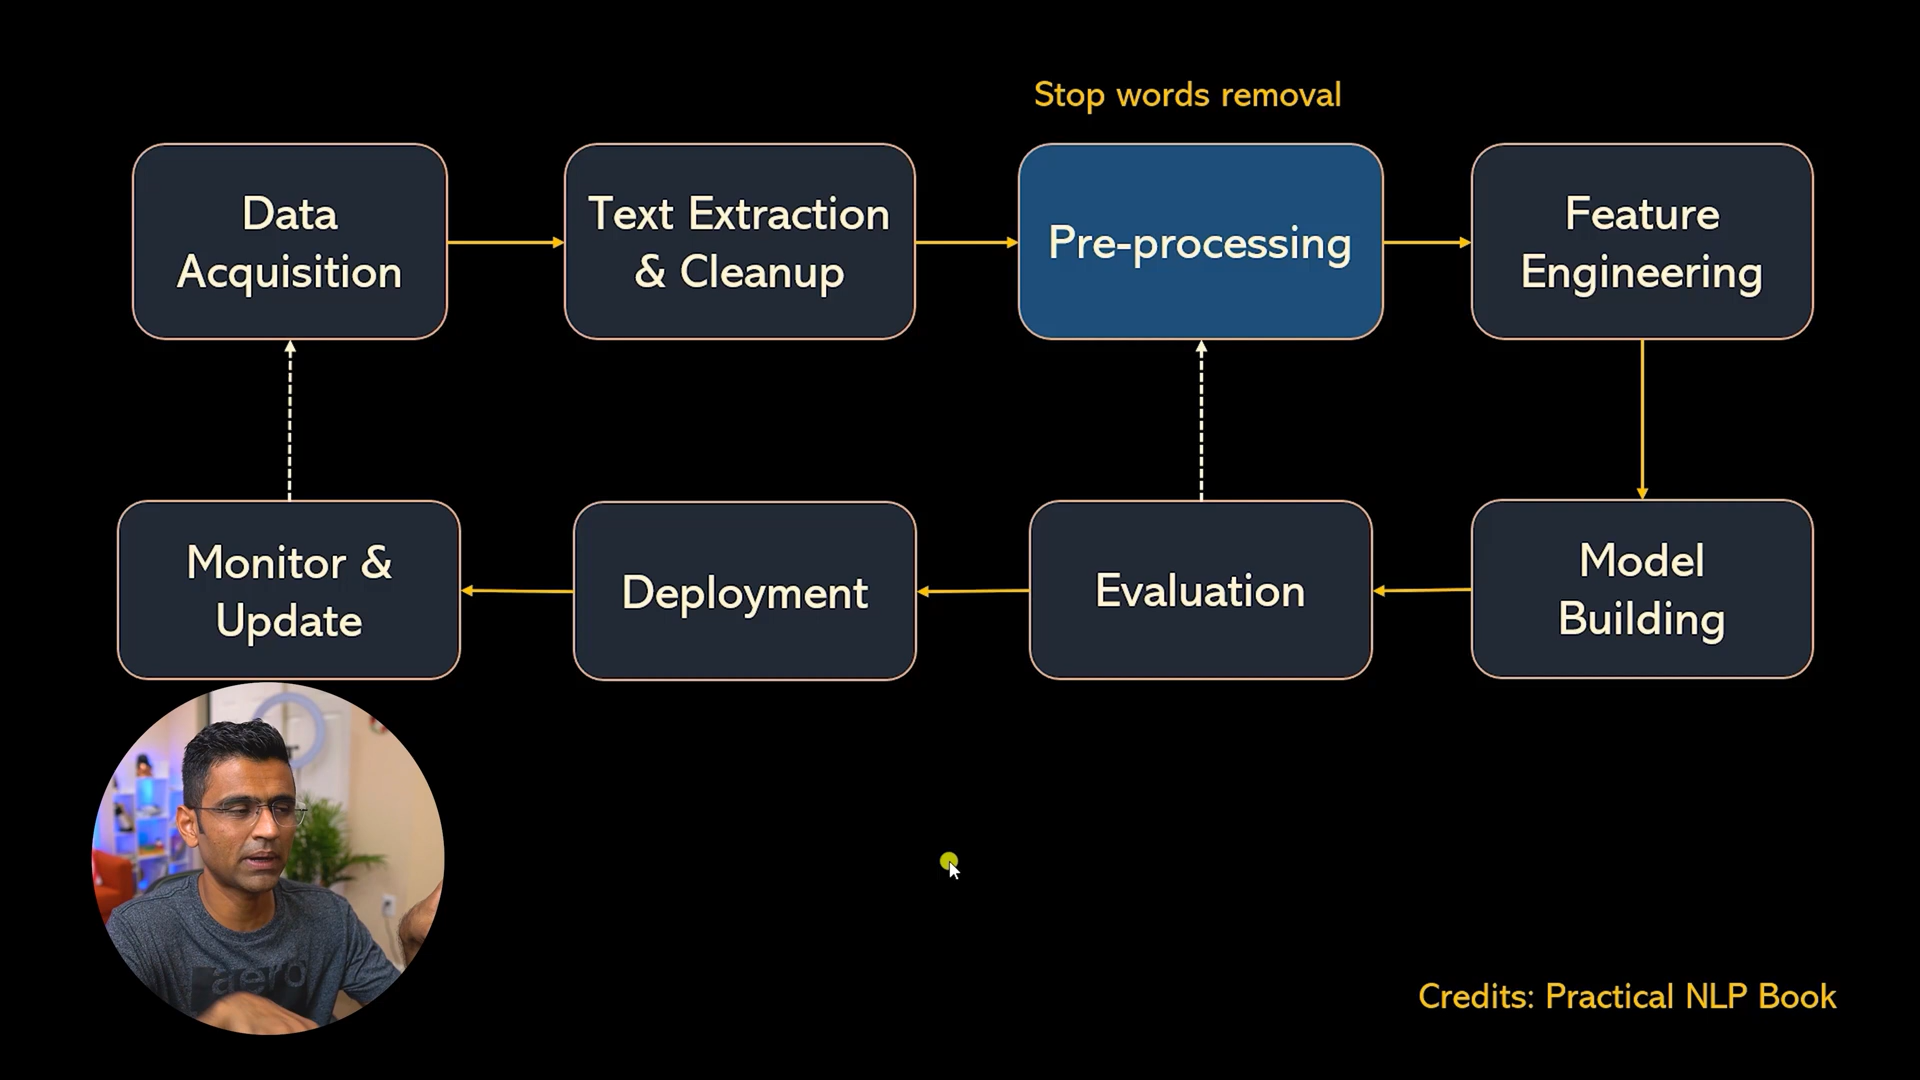 Stop words removal
Data
Acquisition
Text Extraction
& Cleanup
Pre-processing
Feature
Engineering
Monitor &
Update
Deployment
Evaluation
Model
Building
aero
Credits: Practical NLP Book